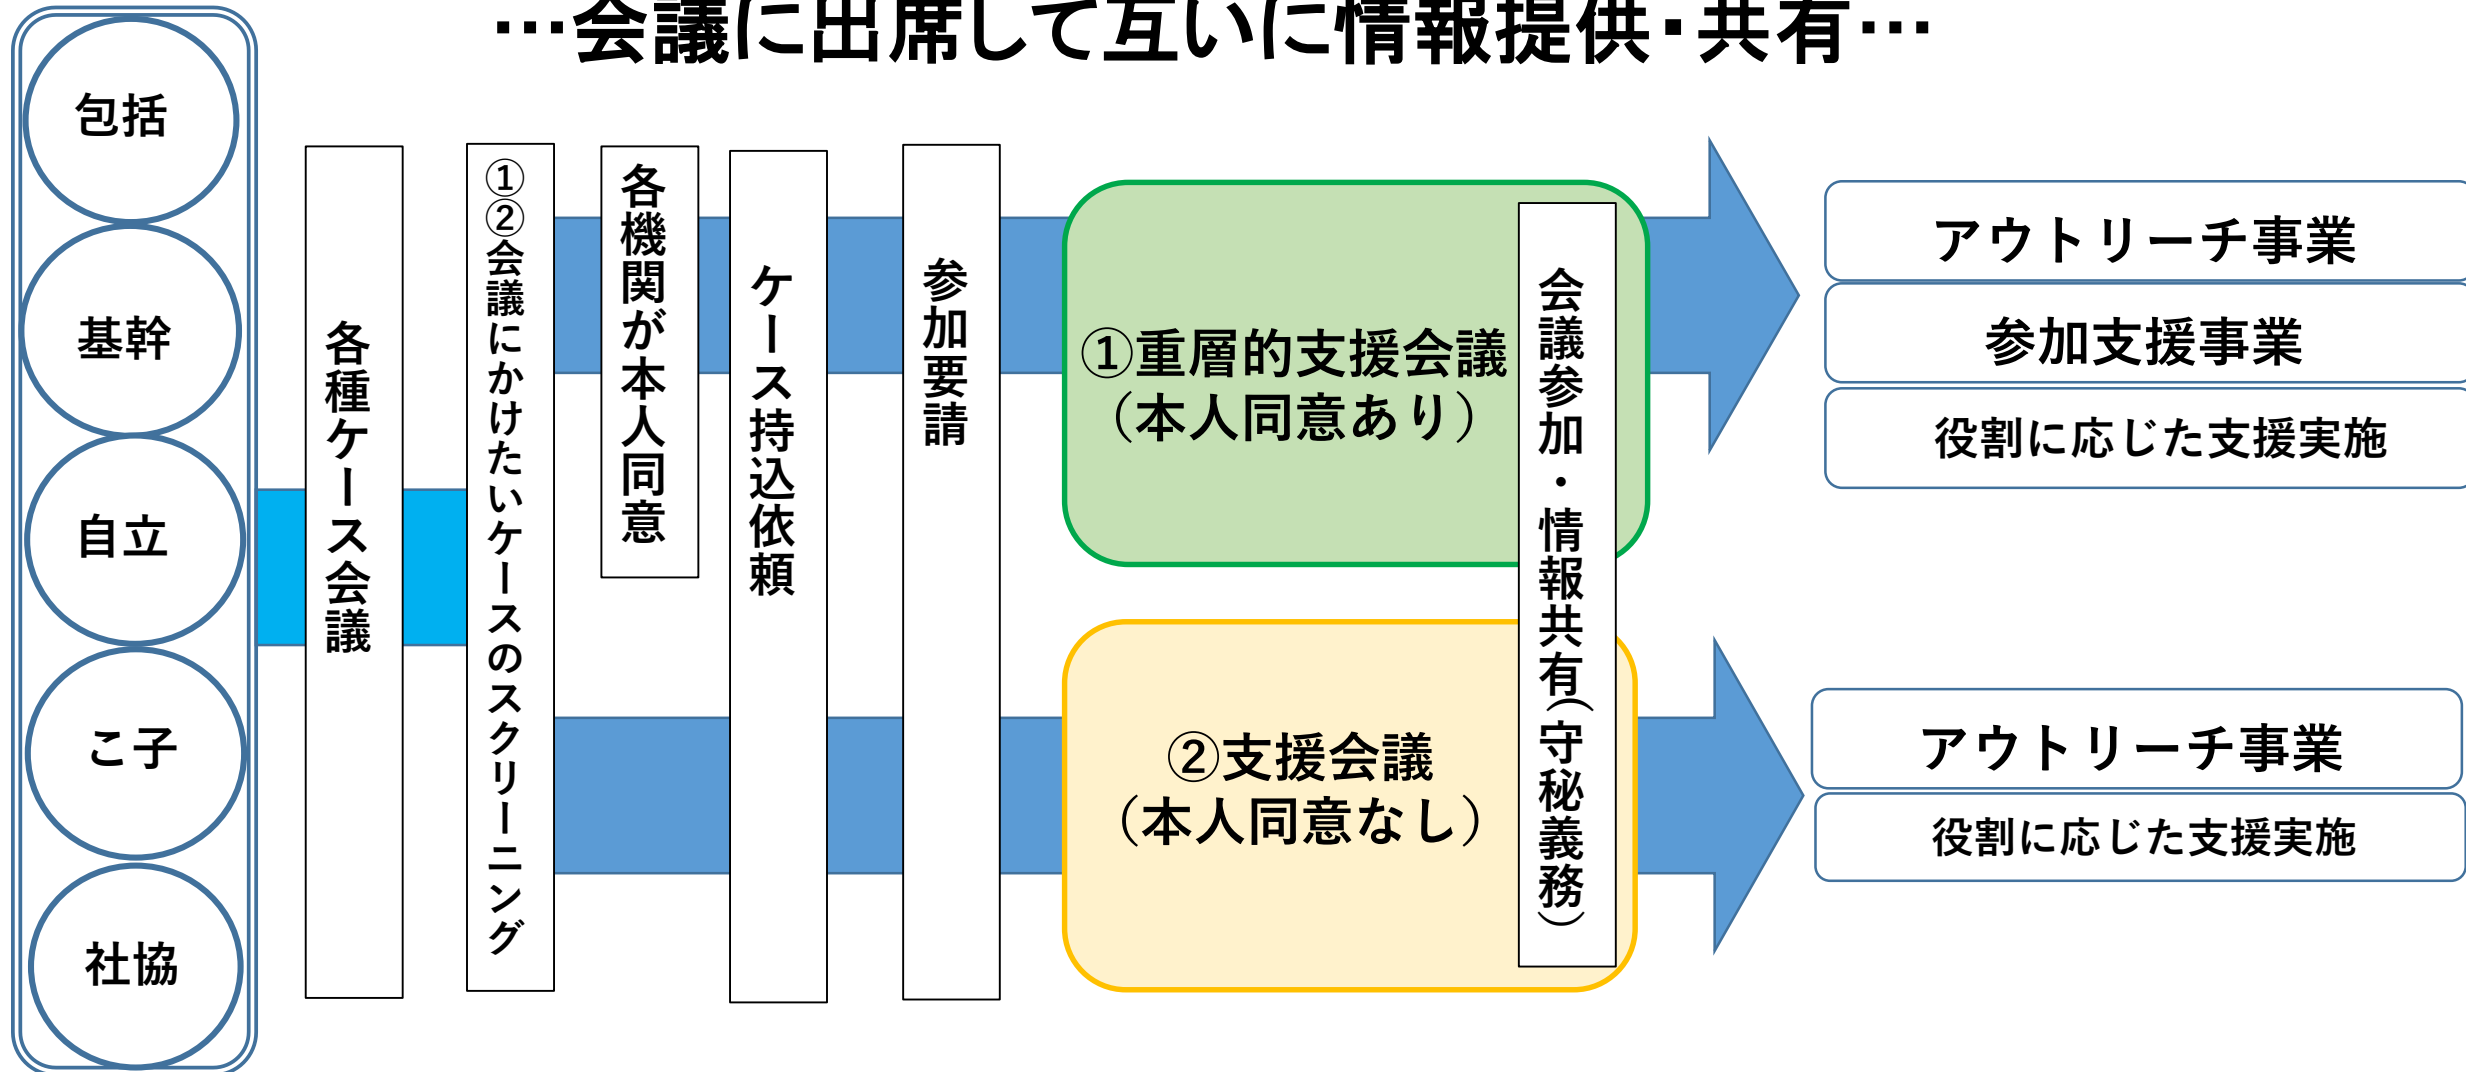 …会議に出席して互いに情報提供・共有…
包括
基幹
自立
こ子
社協
各種ケース会議
①②会議にかけたいケースのスクリーニング
各機関が本人同意
ケース持込依頼
参加要請
①重層的支援会議
（本人同意あり）
②支援会議
（本人同意なし）
会議参加・情報共有（守秘義務）
アウトリーチ事業
参加支援事業
役割に応じた支援実施
アウトリーチ事業
役割に応じた支援実施